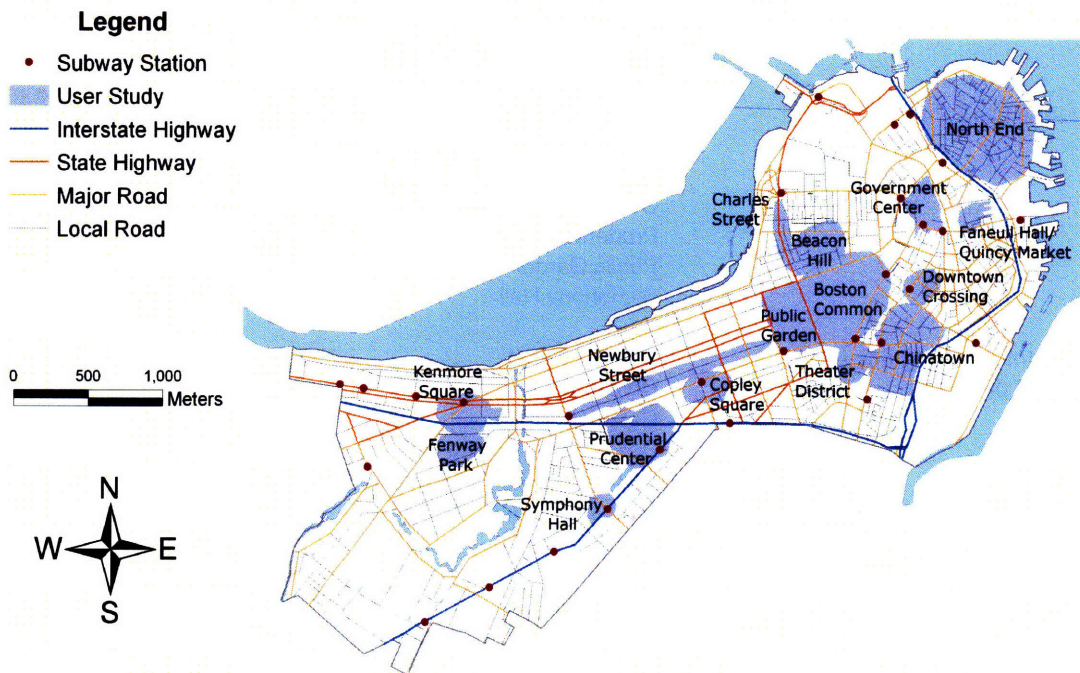 Legend
Subway Station
User Study
Interstate Highway
State Highway
Major Road
Local Road
0 500 1,000
Meters
N
W E
S
North End
Government
Center
Charles
Street
Beacon
Hill
Faneuil Hall/
Quincy Market
Downtown
Crossing
Boston
Common
Public
Garden
Chinatown
Theater
District
Newbury
Street
Copley
Square
Kenmore
Square
Fenway
Park
Prudential
Center
Symphony
Hall